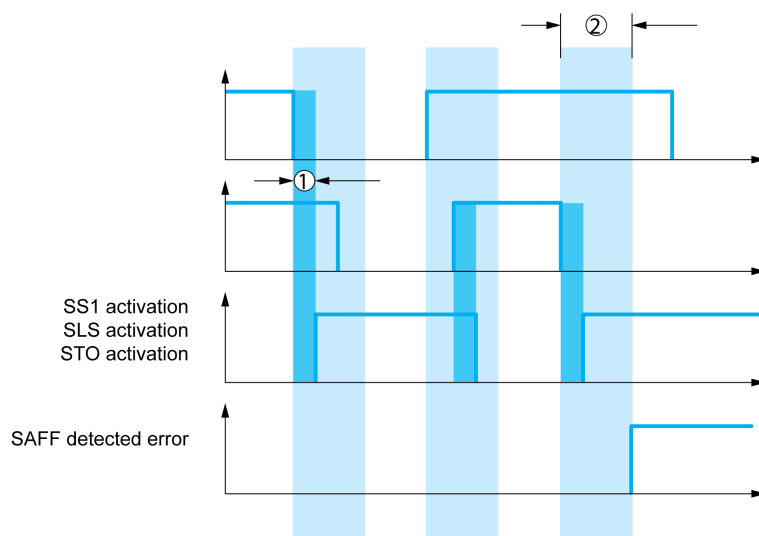 ②
①
SS1 activation
SLS activation
STO activation
SAFF detected error